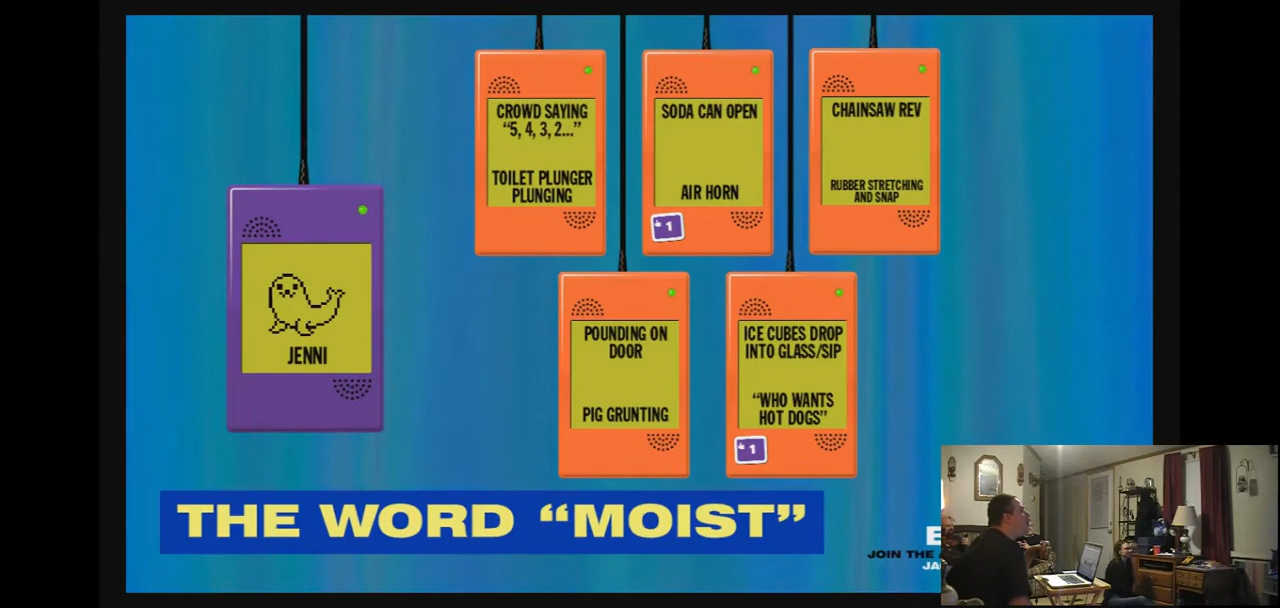 CROWD SAYING
"5, 4, 3, 2..."
TOILET PLUNGER
PLUNGING
SODA CAN OPEN
AIR HORN
1
CHAINSAW REV
RUBBER STRETCHING
AND SNAP
JENNI
POUNDING ON
DOOR
PIG GRUNTING
ICE CUBES DROP
INTO GLASS/SIP
"WHO WANTS
HOT DOGS"
1
THE WORD "MOIST"
JOIN THE